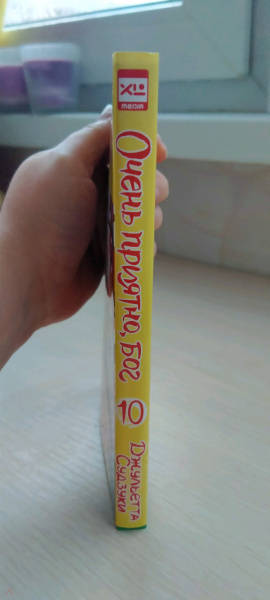 XL
MEDIA
Очень приятно, Бог
10
Джульетта
Судзуки